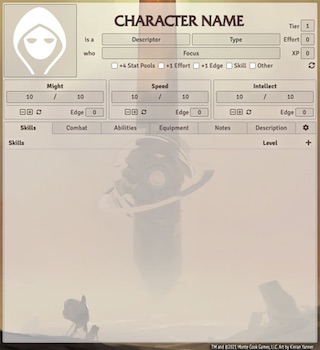 CHARACTER NAME
Tier 1
is a Descriptor Type Effort 0
who Focus XP 0
+4 Stat Pools +1 Effort +1 Edge Skill Other
Might Speed Intellect
10 / 10 10 / 10 10 / 10
Edge 0 Edge 0 Edge 0
Skills Combat Abilities Equipment Notes Description
Skills Level +
TM and ©2021 Monte Cook Games, LLC. Art by Kieran Yanner